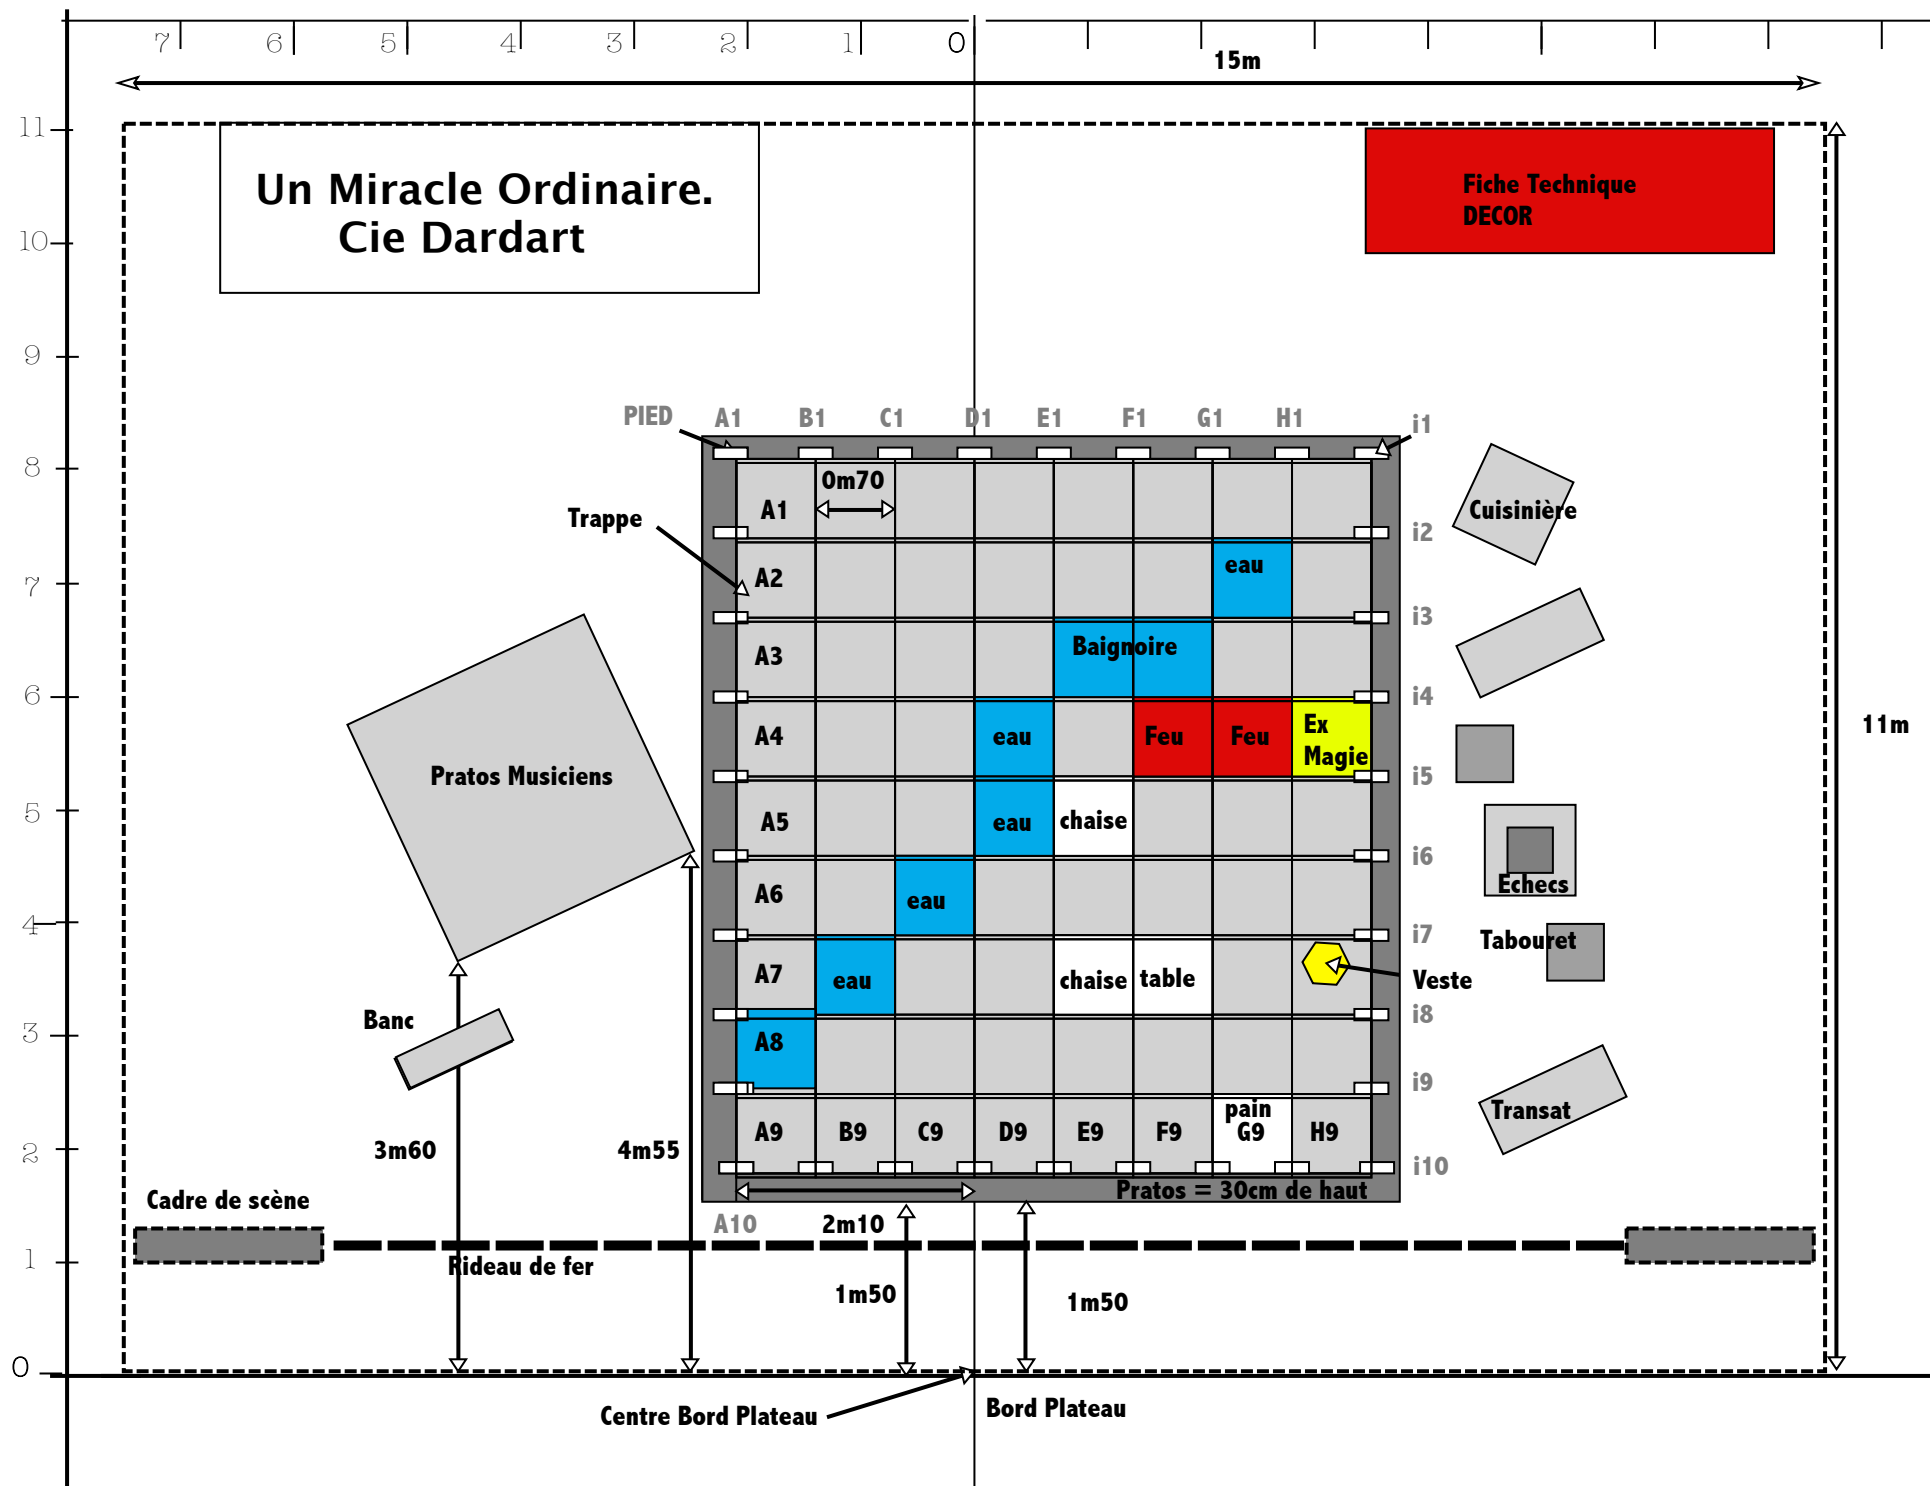 7 6 5 4 3 2 1 0
15m
11
10
9
8
7
6
5
4
3
2
1
0
Un Miracle Ordinaire.
Cie Dardart
Fiche Technique
DECOR
PIED
A1 B1 C1 D1 E1 F1 G1 H1
i1
i2
i3
i4
i5
i6
i7
i8
i9
i10
Trappe
0m70
A1
A2
eau
A3
Baignoire
A4
eau
Feu
Feu
Ex
Magie
A5
eau
chaise
A6
eau
A7
eau
chaise
table
Veste
A8
A9 B9 C9 D9 E9 F9
pain
G9
H9
Pratos = 30cm de haut
A10
2m10
Cuisinière
Echecs
Tabouret
Transat
11m
Pratos Musiciens
Banc
3m60
4m55
Cadre de scène
Rideau de fer
1m50
1m50
Centre Bord Plateau
Bord Plateau